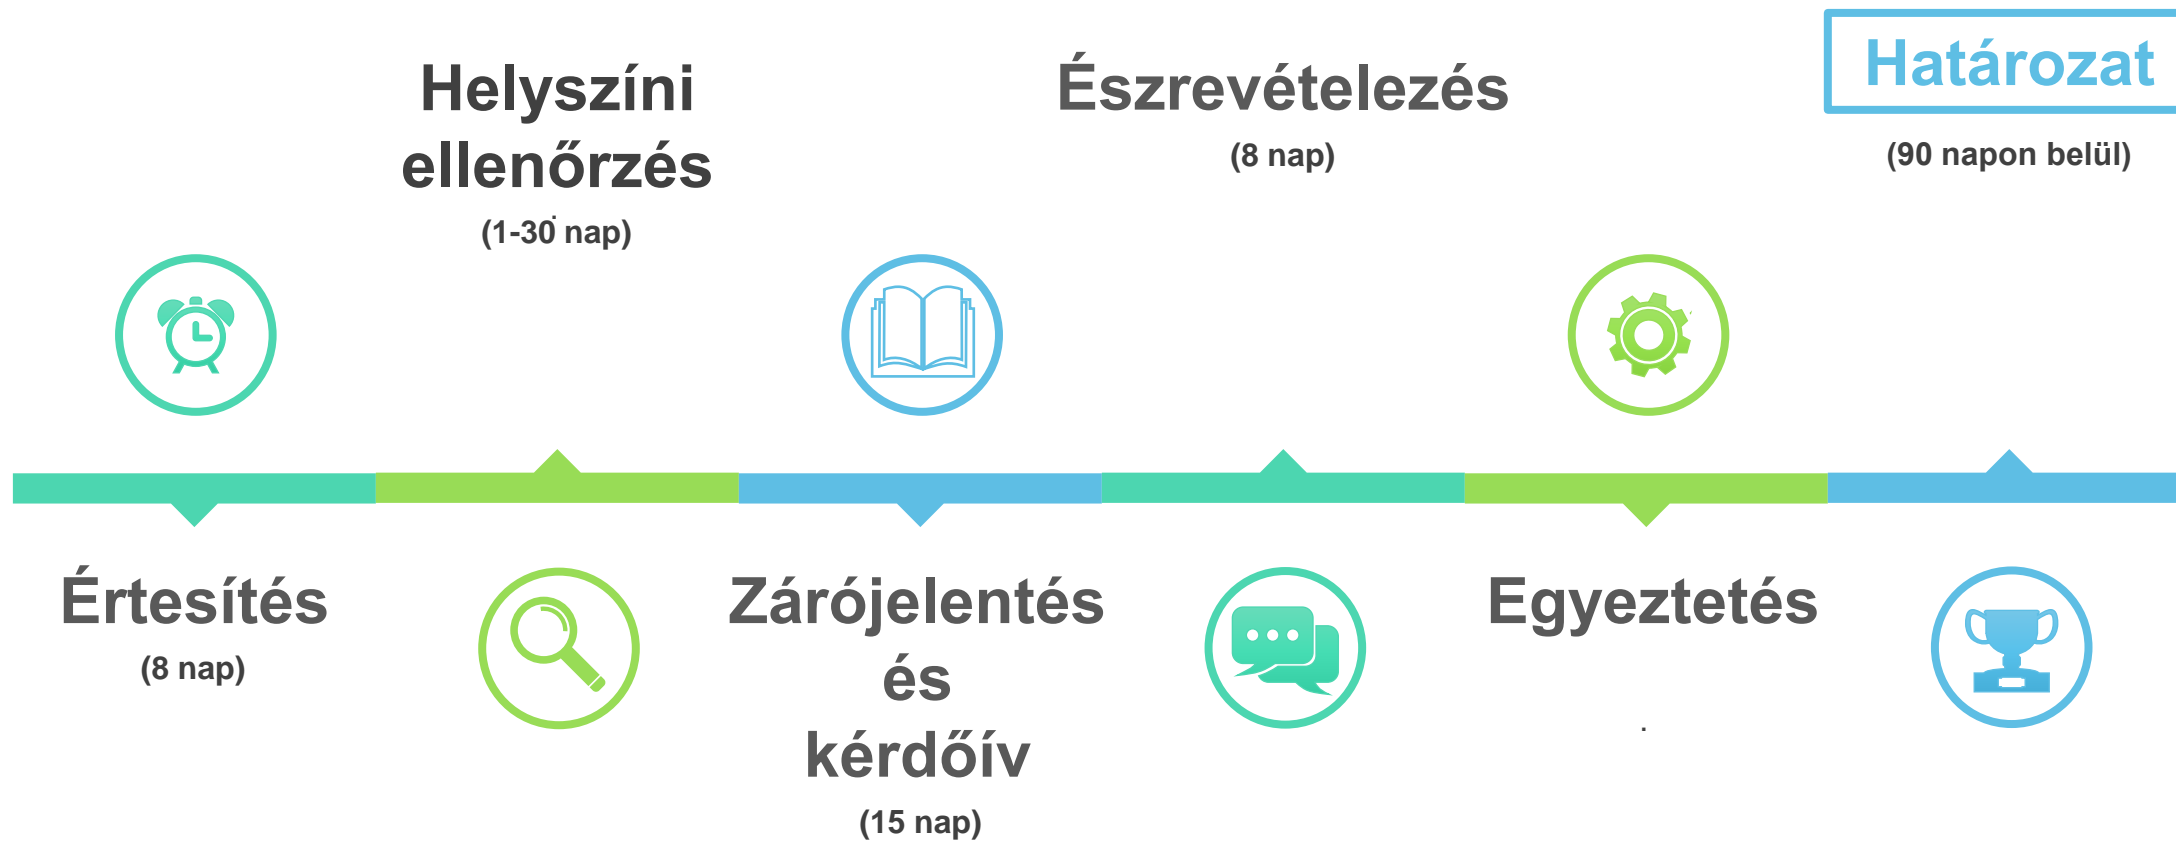 Értesítés
(8 nap)
Helyszíni
ellenőrzés
(1-30 nap)
Zárójelentés
és
kérdőív
(15 nap)
Észrevételezés
(8 nap)
Egyeztetés
.
Határozat
(90 napon belül)